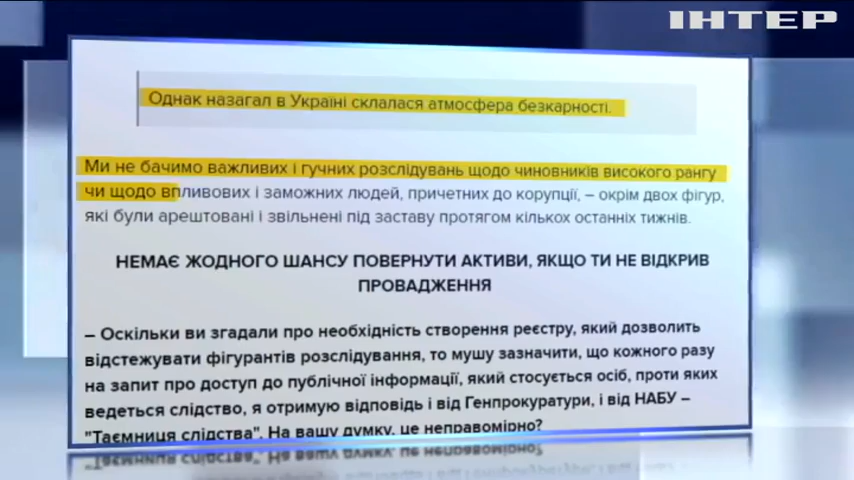 ІНТЕР
Однак назагал в Україні склалася атмосфера безкарності.
Ми не бачимо важливих і гучних розслідувань щодо чиновників високого рангу
чи щодо впливових і заможних людей, причетних до корупції, – окрім двох фігур,
які були арештовані і звільнені під заставу протягом кількох останніх тижнів.
НЕМАЄ ЖОДНОГО ШАНСУ ПОВЕРНУТИ АКТИВИ, ЯКЩО ТИ НЕ ВІДКРИВ
ПРОВАДЖЕННЯ
– Оскільки ви згадали про необхідність створення реєстру, який дозволить
відстежувати фігурантів розслідування, то мушу зазначити, що кожного разу
на запит про доступ до публічної інформації, який стосується осіб, проти яких
ведеться слідство, я отримую відповідь і від Генпрокуратури, і від НАБУ –
"Таємниця слідства". На вашу думку, це неправомірно?